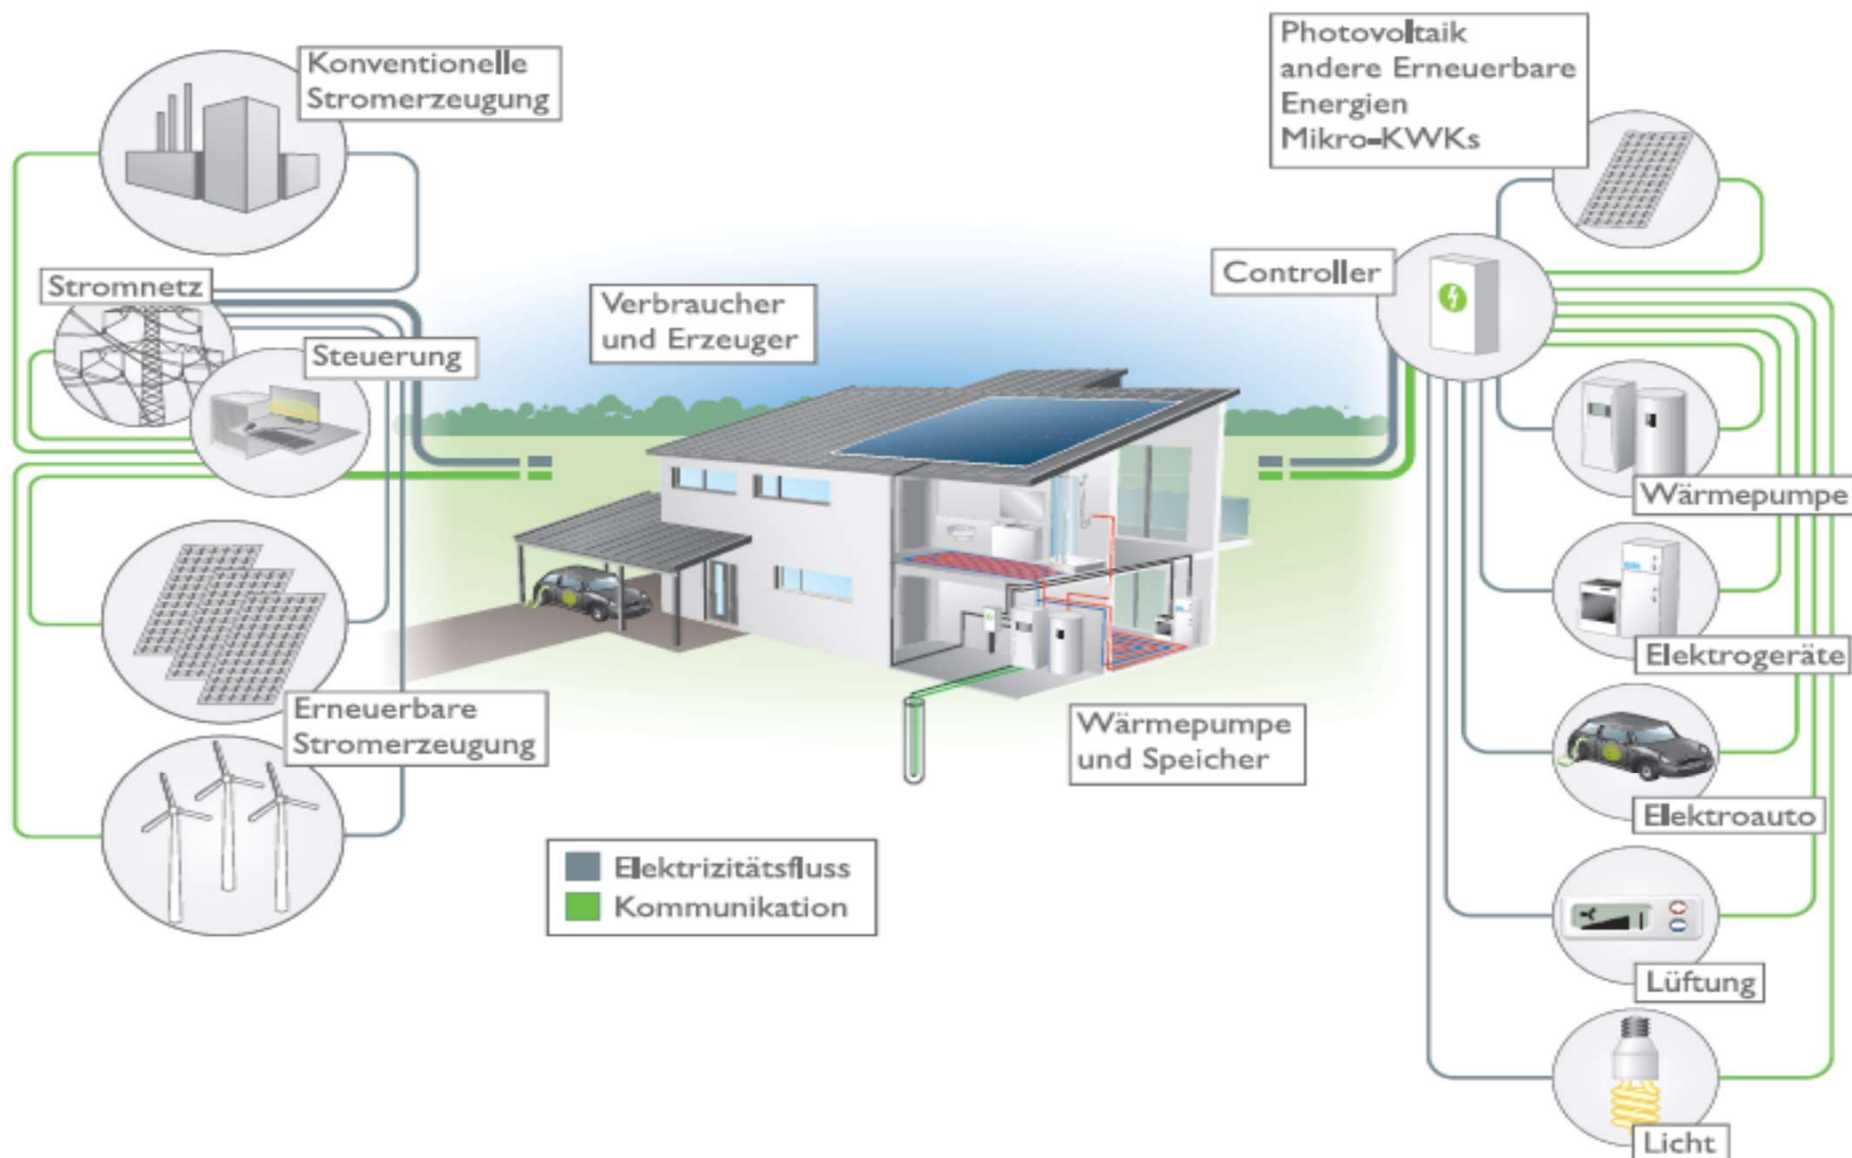 Konventionelle
Stromerzeugung
Stromnetz
Steuerung
Erneuerbare
Stromerzeugung
Verbraucher
und Erzeuger
Wärmepumpe
und Speicher
Elektrizitätsfluss
Kommunikation
Photovoltaik
andere Erneuerbare
Energien
Mikro-KWKs
Controller
Wärmepumpe
Elektrogeräte
Elektroauto
Lüftung
Licht